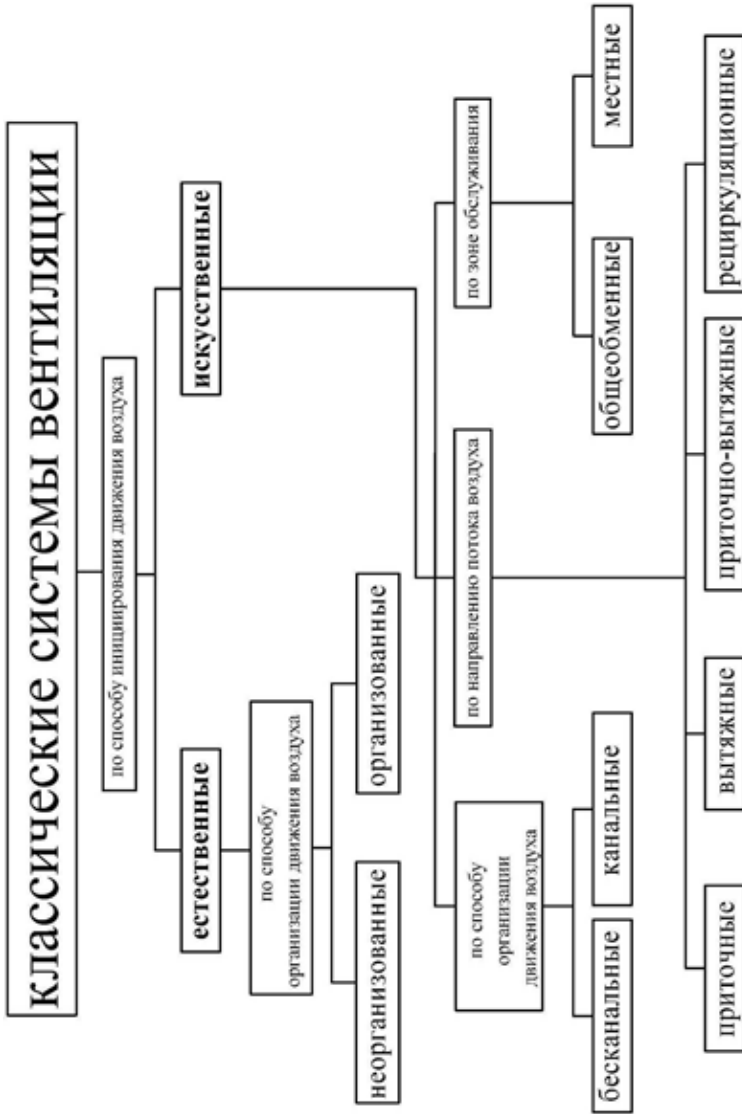 классические системы вентиляции
по способу инициирования движения воздуха
естественные
искусственные
по способу
организации движения воздуха
неорганизованные
организованные
по способу
организации
движения воздуха
по направлению потока воздуха
по зоне обслуживания
бесканальные
канальные
общеобменные
местные
приточные
вытяжные
приточно-вытяжные
рециркуляционные